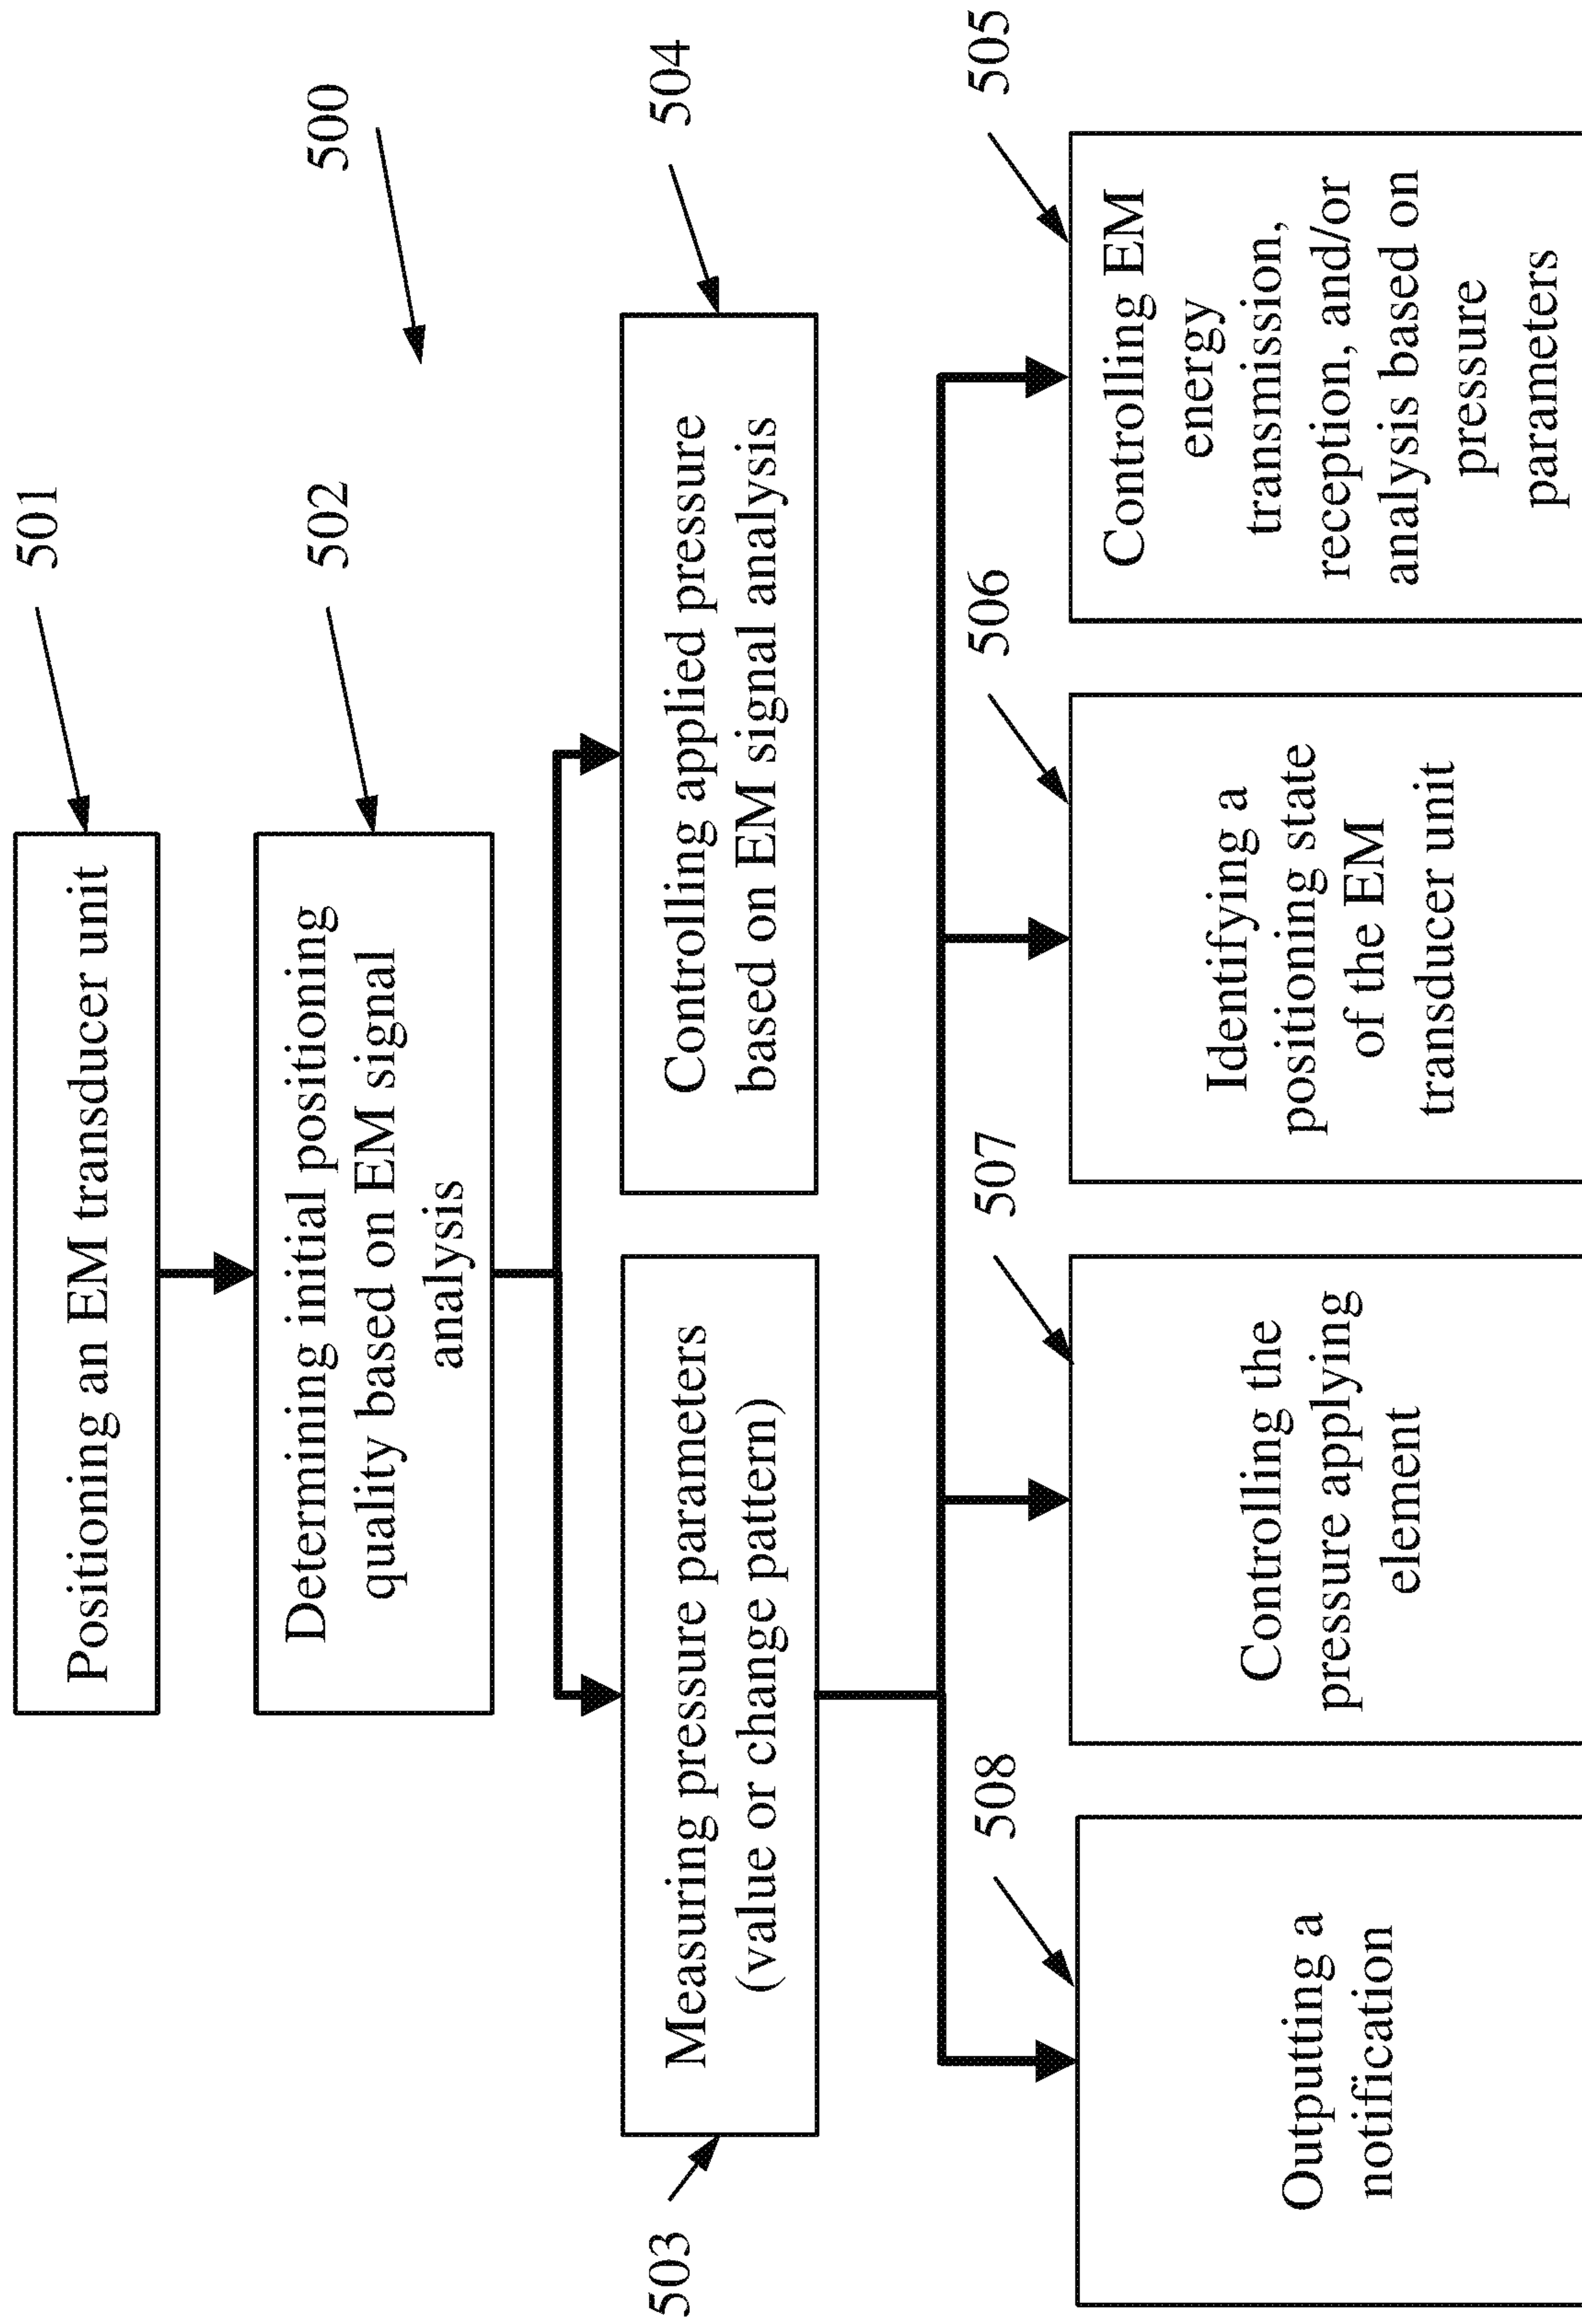 501
Positioning an EM transducer unit
500
502
Determining initial positioning
quality based on EM signal
analysis
503
Measuring pressure parameters
(value or change pattern)
504
Controlling applied pressure
based on EM signal analysis
508
Outputting a
notification
507
Controlling the
pressure applying
element
506
Identifying a
positioning state
of the EM
transducer unit
505
Controlling EM
energy
transmission,
reception, and/or
analysis based on
pressure
parameters